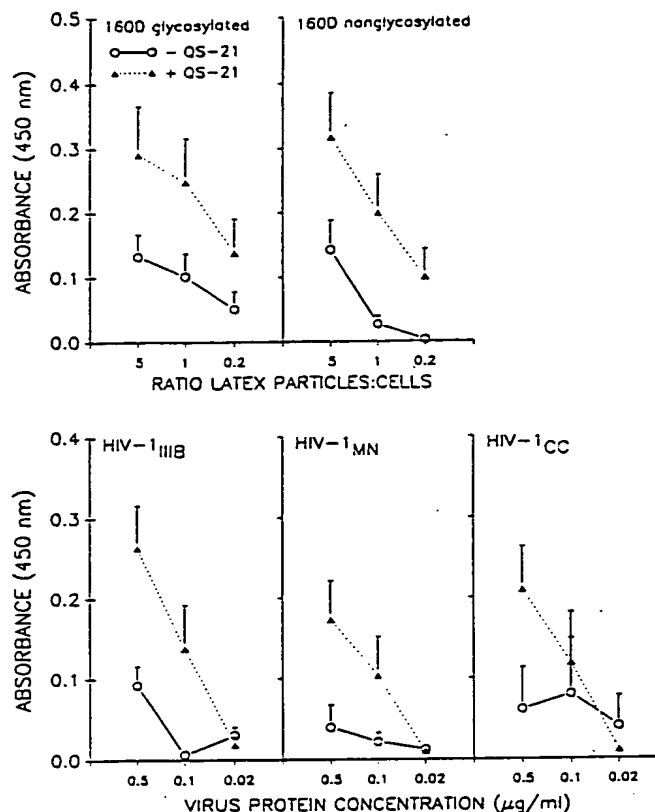 160D glycosylated
160D nonglycosylated
- QS-21
+ QS-21
ABSORBANCE (450 nm)
0.5
0.4
0.3
0.2
0.1
0.0
5 1 0.2
5 1 0.2
RATIO LATEX PARTICLES:CELLS
HIV-1IIIB
HIV-1MN
HIV-1CC
ABSORBANCE (450 nm)
0.4
0.3
0.2
0.1
0.0
0.5 0.1 0.02
0.5 0.1 0.02
0.5 0.1 0.02
VIRUS PROTEIN CONCENTRATION (µg/ml)